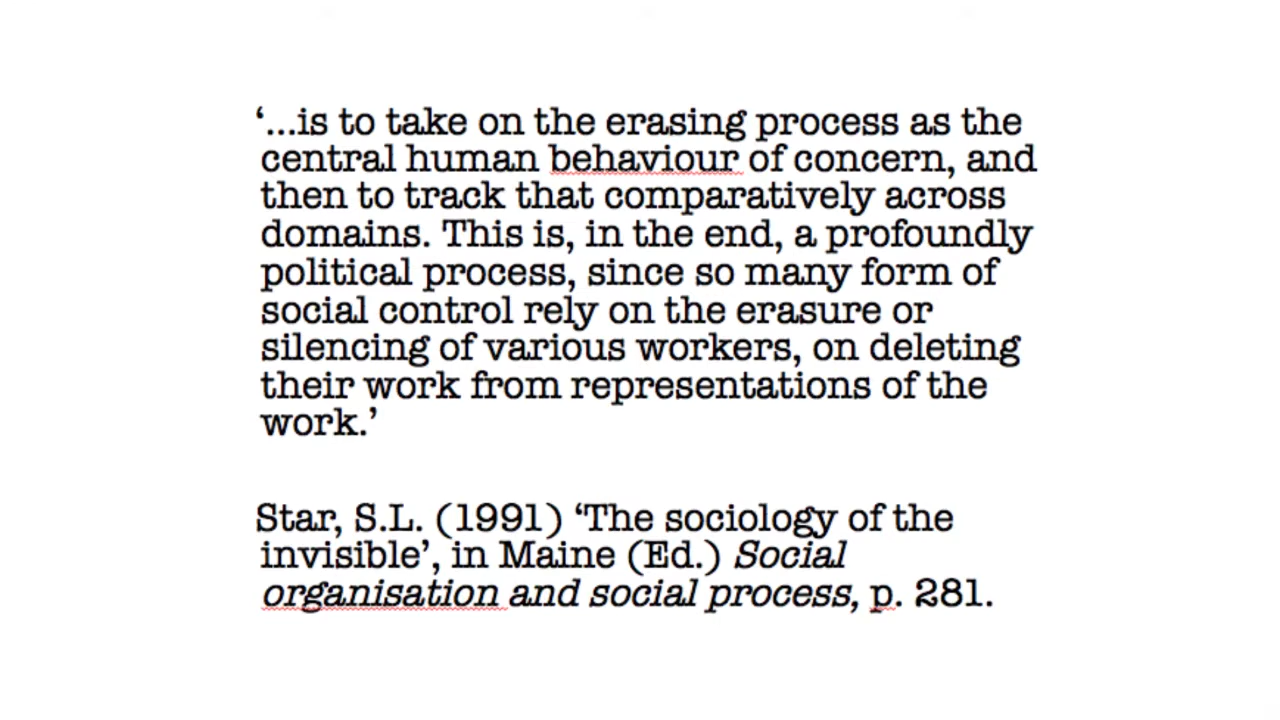 ‘...is to take on the erasing process as the
central human behaviour of concern, and
then to track that comparatively across
domains. This is, in the end, a profoundly
political process, since so many form of
social control rely on the erasure or
silencing of various workers, on deleting
their work from representations of the
work.’
Star, S.L. (1991) ‘The sociology of the
invisible’, in Maine (Ed.) Social
organisation and social process, p. 281.